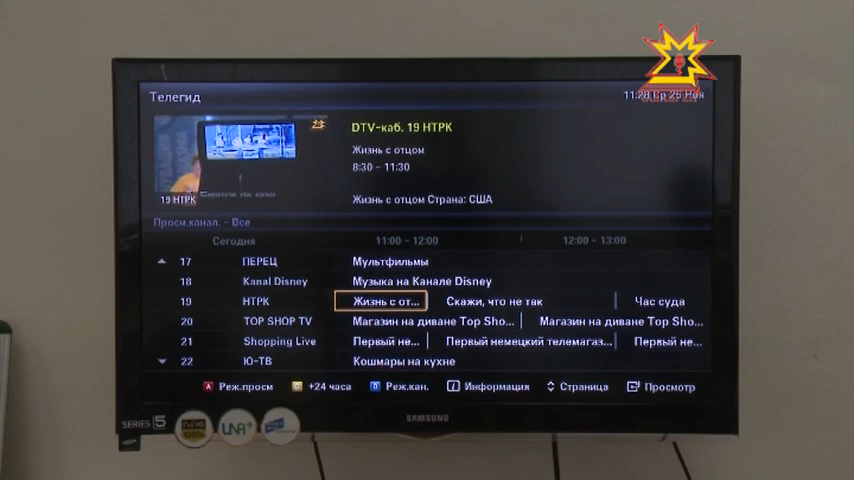 Телегид
11:28 Ср 25 Ноя
DTV-каб. 19 НТРК
Жизнь с отцом
8:30 - 11:30
19 НТРК
Жизнь с отцом Страна: США
Просм.канал. - Все
Сегодня 11:00 - 12:00 12:00 - 13:00
17 ПЕРЕЦ Мультфильмы
18 Kanal Disney Музыка на Канале Disney
19 НТРК Жизнь с от... Скажи, что не так Час суда
20 TOP SHOP TV Магазин на диване Top Sho... Магазин на диване Top Sho...
21 Shopping Live Первый не... Первый немецкий телемагаз... Первый не...
22 Ю-ТВ Кошмары на кухне
A Реж.просм C +24 часа D Реж.кан. Информация Страница Просмотр
SERIES 5
SAMSUNG
1080p